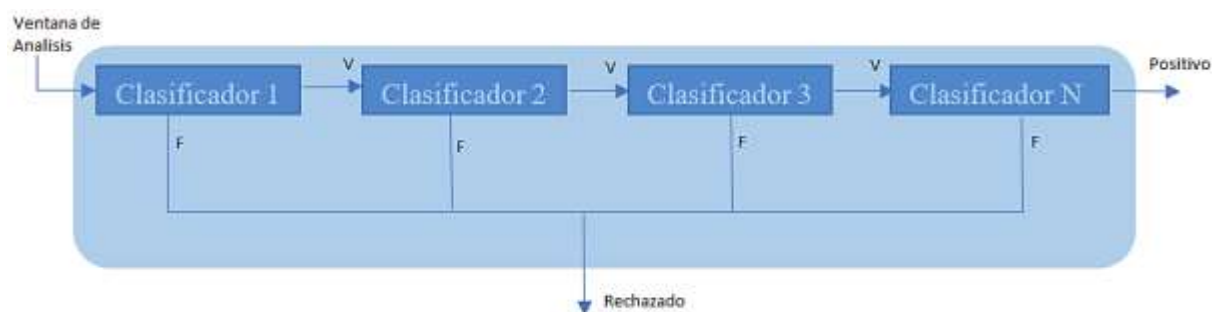 Ventana de
Analisis
Clasificador 1
V
Clasificador 2
V
Clasificador 3
V
Clasificador N
Positivo
F
F
F
F
Rechazado